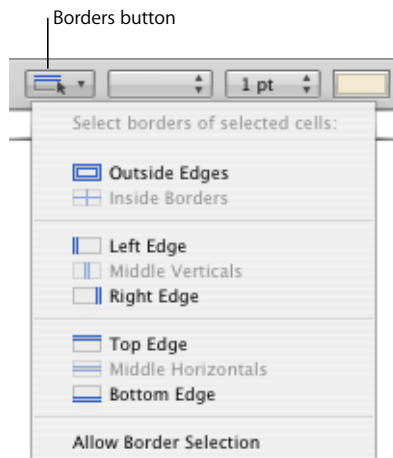 Borders button
1 pt
Select borders of selected cells:
Outside Edges
Inside Borders
Left Edge
Middle Verticals
Right Edge
Top Edge
Middle Horizontals
Bottom Edge
Allow Border Selection